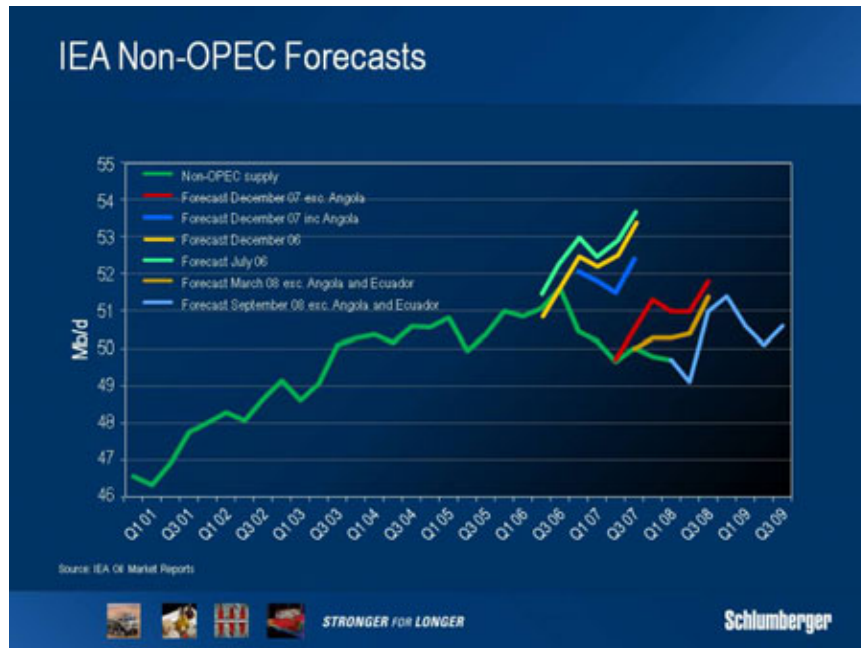 IEA Non-OPEC Forecasts
55
54
53
52
51
50
49
48
47
46
Mb/d
Non-OPEC supply
Forecast December 07 exc. Angola
Forecast December 07 inc Angola
Forecast December 06
Forecast July 06
Forecast March 08 exc. Angola and Ecuador
Forecast September 08 exc. Angola and Ecuador
Q1 01
Q3 01
Q1 02
Q3 02
Q1 03
Q3 03
Q1 04
Q3 04
Q1 05
Q3 05
Q1 06
Q3 06
Q1 07
Q3 07
Q1 08
Q3 08
Q1 09
Q3 09
Source: IEA Oil Market Reports
STRONGER FOR LONGER
Schlumberger